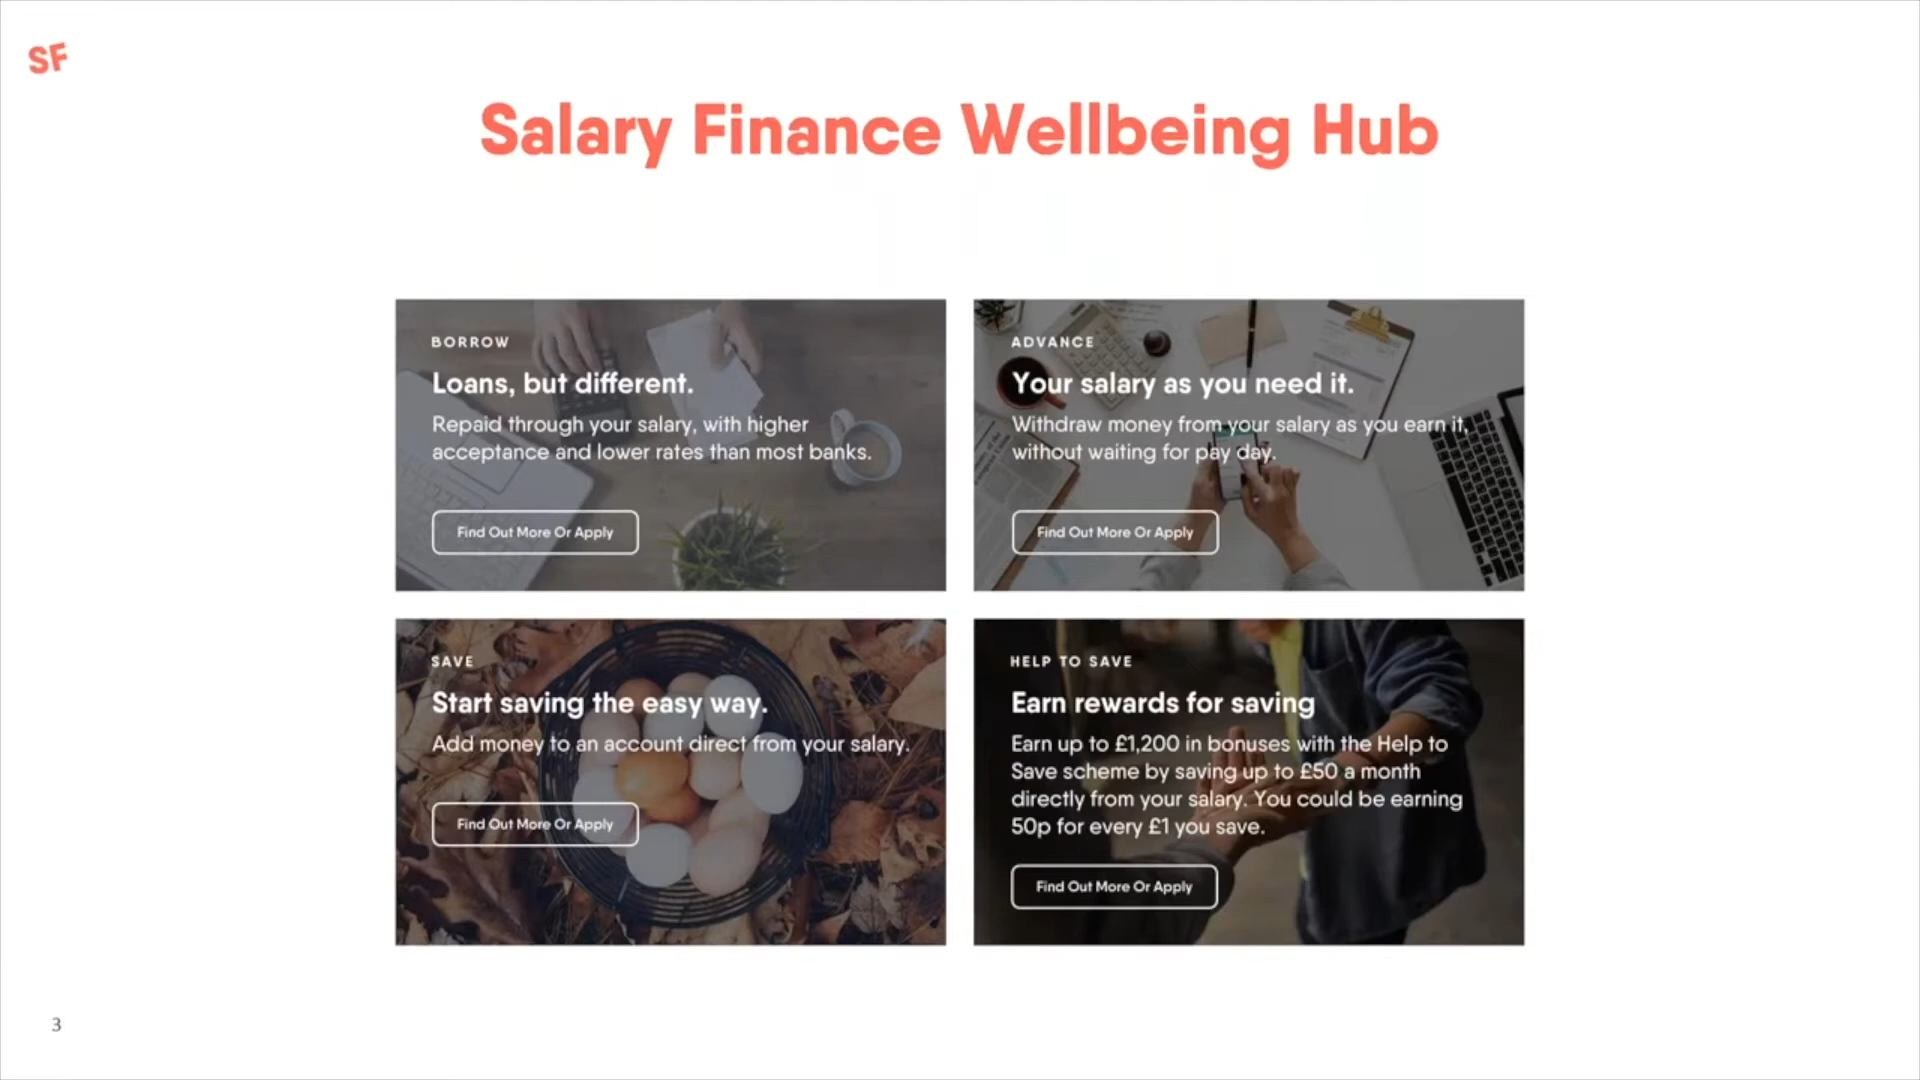 SF
Salary Finance Wellbeing Hub
BORROW
Loans, but different.
Repaid through your salary, with higher
acceptance and lower rates than most banks.
Find Out More Or Apply
ADVANCE
Your salary as you need it.
Withdraw money from your salary as you earn it,
without waiting for pay day.
Find Out More Or Apply
SAVE
Start saving the easy way.
Add money to an account direct from your salary.
Find Out More Or Apply
HELP TO SAVE
Earn rewards for saving
Earn up to £1,200 in bonuses with the Help to
Save scheme by saving up to £50 a month
directly from your salary. You could be earning
50p for every £1 you save.
Find Out More Or Apply
3